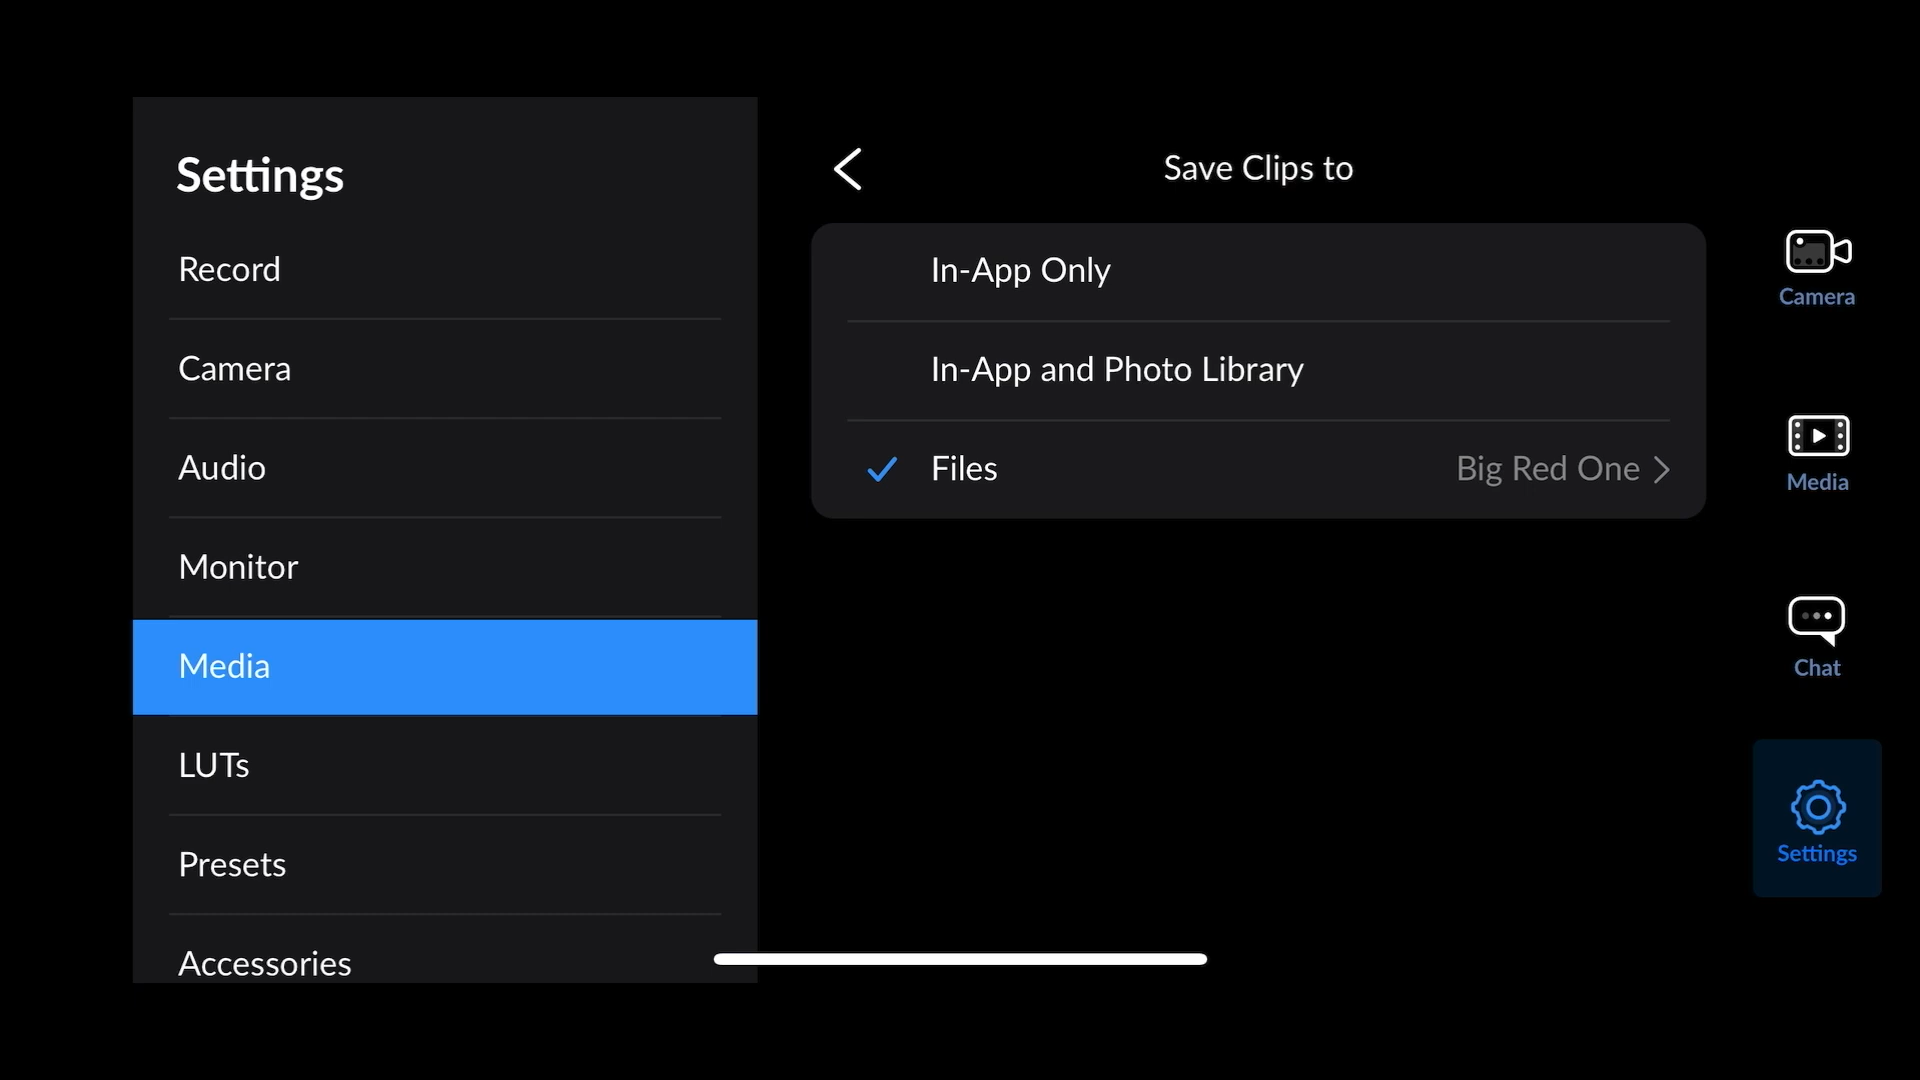 Settings
Record
Camera
Audio
Monitor
Media
LUTs
Presets
Accessories
Save Clips to
In-App Only
In-App and Photo Library
Files
Big Red One
Camera
Media
Chat
Settings